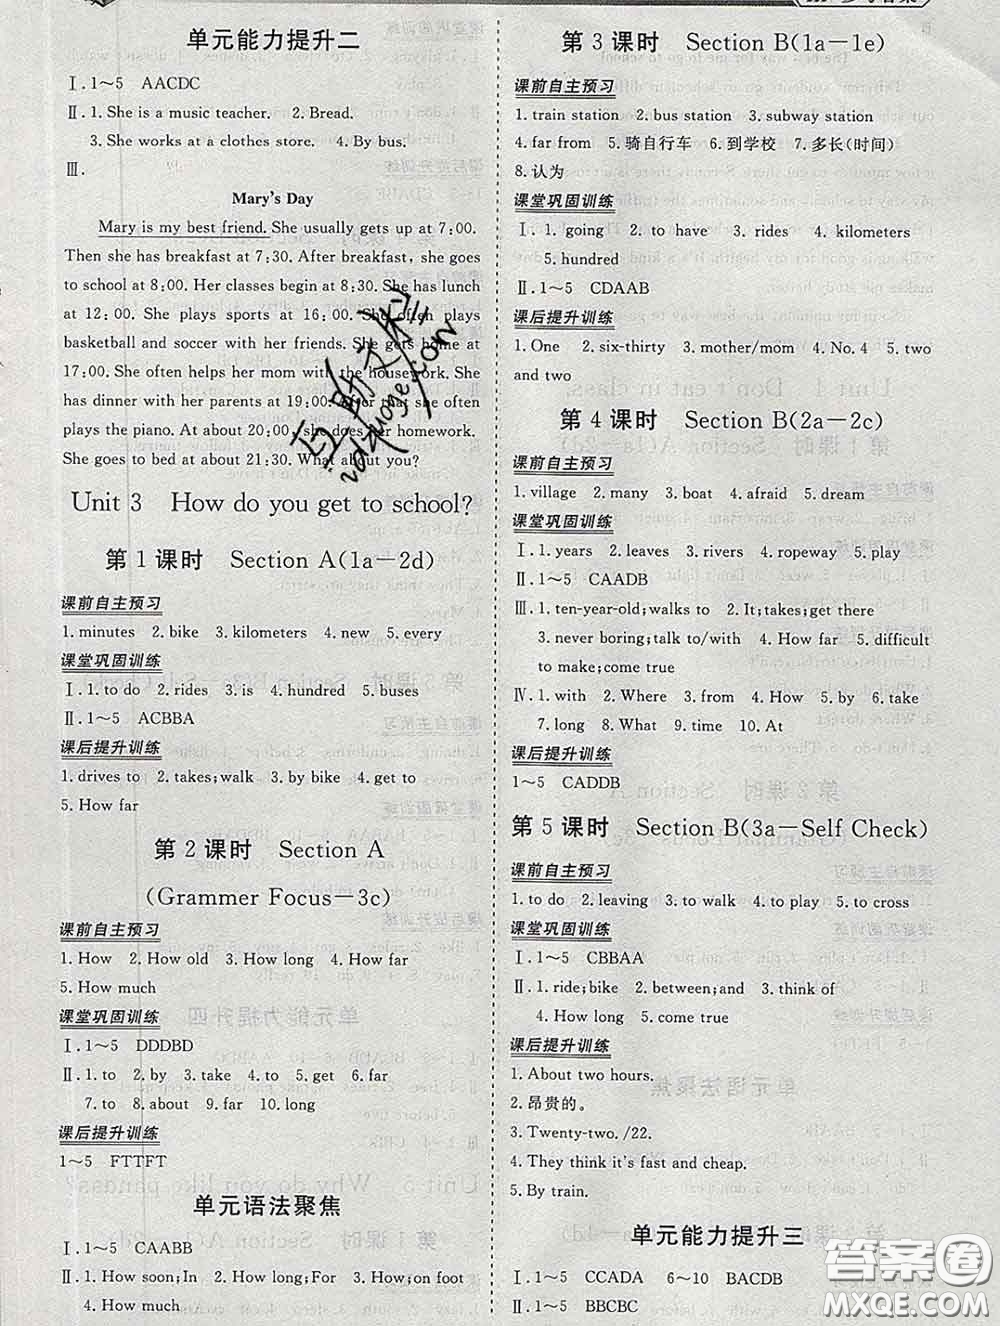 单元能力提升二
Ⅰ.1～5 AACDC
Ⅱ.1. She is a music teacher. 2. Bread.
3. She works at a clothes store. 4. By bus.
Ⅲ.
Mary's Day
Mary is my best friend. She usually gets up at 7:00.
Then she has breakfast at 7:30. After breakfast, she goes
to school at 8:00. Her classes begin at 8:30. She has lunch
at 12:00. She plays sports at 16:00. She often plays
basketball and soccer with her friends. She gets home at
17:00. She often helps her mom with the housework. She
has dinner with her parents at 19:00. After that, she often
plays the piano. At about 20:00, she does her homework.
She goes to bed at about 21:30. What about you?
Unit 3 How do you get to school?
第1课时 Section A(1a—2d)
课前自主预习
1. minutes 2. bike 3. kilometers 4. new 5. every
课堂巩固训练
Ⅰ.1. to do 2. rides 3. is 4. hundred 5. buses
Ⅱ.1～5 ACBBA
课后提升训练
1. drives to 2. takes;walk 3. by bike 4. get to
5. How far
第2课时 Section A
(Grammer Focus—3c)
课前自主预习
1. How 2. How old 3. How long 4. How far
5. How much
课堂巩固训练
Ⅰ.1～5 DDDBD
Ⅱ.1. and 2. by 3. take 4. to 5. to 6. far
7. to 8. about 9. far 10. long
课后提升训练
1～5 FTTFT
单元语法聚焦
Ⅰ.1～5 CAABB
Ⅱ.1. How soon;In 2. How long;For 3. How;on foot
4. How much
第3课时 Section B(1a—1e)
课前自主预习
1. train station 2. bus station 3. subway station
4. far from 5. 骑自行车 6. 到学校 7. 多长(时间)
8. 认为
课堂巩固训练
Ⅰ.1. going 2. to have 3. rides 4. kilometers
5. hundred
Ⅱ.1～5 CDAAB
课后提升训练
1. One 2. six-thirty 3. mother/mom 4. No. 4 5. two
and two
第4课时 Section B(2a—2c)
课前自主预习
1. village 2. many 3. boat 4. afraid 5. dream
课堂巩固训练
Ⅰ.1. years 2. leaves 3. rivers 4. ropeway 5. play
Ⅱ.1～5 CAADB
Ⅲ.1. ten-year-old;walks to 2. It;takes;get there
3. never boring;talk to/with 4. How far 5. difficult
to make;come true
Ⅳ.1. with 2. Where 3. from 4. How 5. by 6. take
7. long 8. What 9. time 10. At
课后提升训练
1～5 CADDB
第5课时 Section B(3a—Self Check)
课前自主预习
1. to do 2. leaving 3. to walk 4. to play 5. to cross
课堂巩固训练
Ⅰ.1～5 CBBAA
Ⅱ.1. ride;bike 2. between;and 3. think of
4. How long 5. come true
课后提升训练
1. About two hours.
2. 昂贵的。
3. Twenty-two. /22.
4. They think it's fast and cheap.
5. By train.
单元能力提升三
Ⅰ.1～5 CCADA 6～10 BACDB
Ⅱ.1～5 BBCBC
答案圈
MXQE.COM